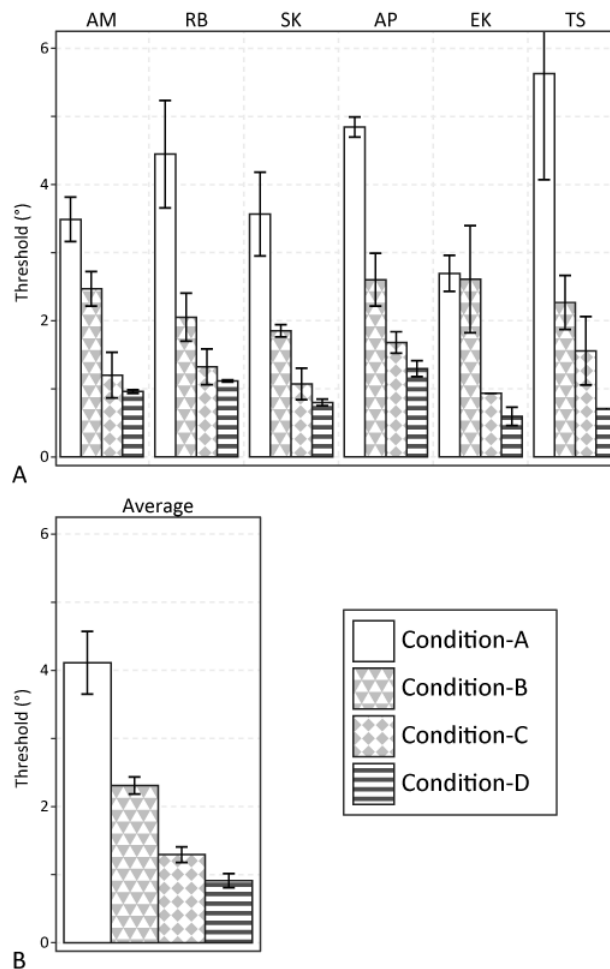 AM RB SK AP EK TS
Threshold (°)
6
4
2
0
A
Average
Threshold (°)
6
4
2
0
B
Condition-A
Condition-B
Condition-C
Condition-D